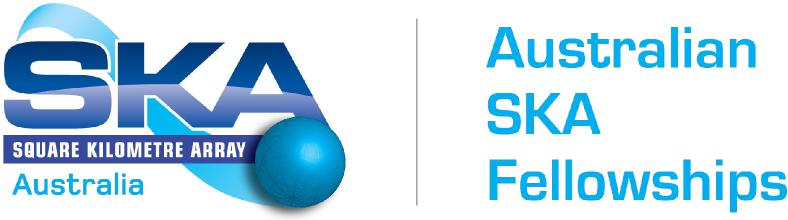 SKA
SQUARE KILOMETRE ARRAY
Australia
Australian
SKA
Fellowships